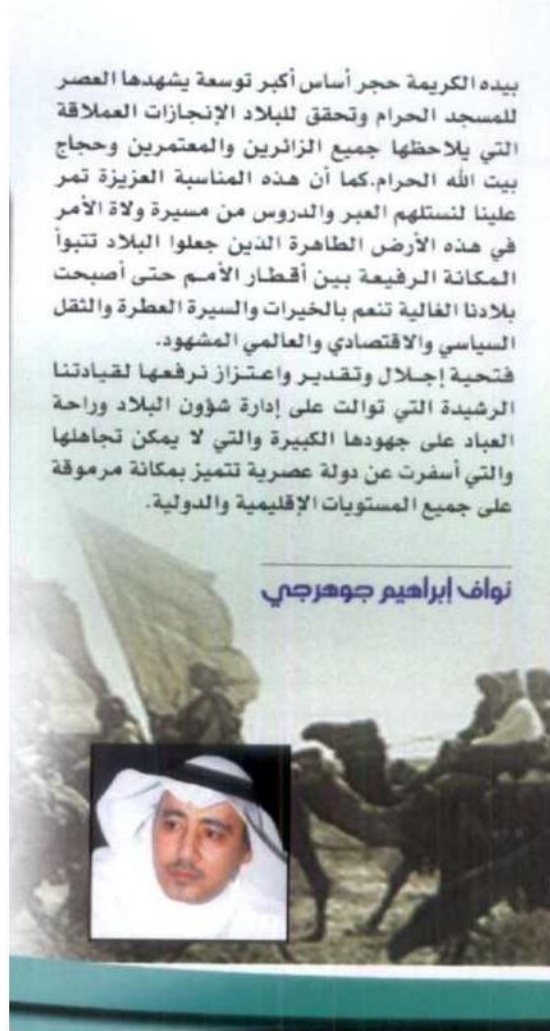 بيده الكريمة حجر أساس أكبر توسعة يشهدها العصر
للمسجد الحرام وتحقق للبلاد الإنجازات العملاقة
التي يلاحظها جميع الزائرين والمعتمرين وحجاج
بيت الله الحرام.كما أن هذه المناسبة العزيزة تمر
علينا لنستلهم العبر والدروس من مسيرة ولاة الأمر
في هذه الأرض الطاهرة الذين جعلوا البلاد تتبوأ
المكانة الرفيعة بين أقطار الأمم حتى أصبحت
بلادنا الغالية تنعم بالخيرات والسيرة العطرة والثقل
السياسي والاقتصادي والعالمي المشهود.
فتحية إجلال وتقدير واعتزاز نرفعها لقيادتنا
الرشيدة التي توالت على إدارة شؤون البلاد وراحة
العباد على جهودها الكبيرة والتي لا يمكن تجاهلها
والتي أسفرت عن دولة عصرية تتميز بمكانة مرموقة
على جميع المستويات الإقليمية والدولية.
نواف إبراهيم جوهرجي